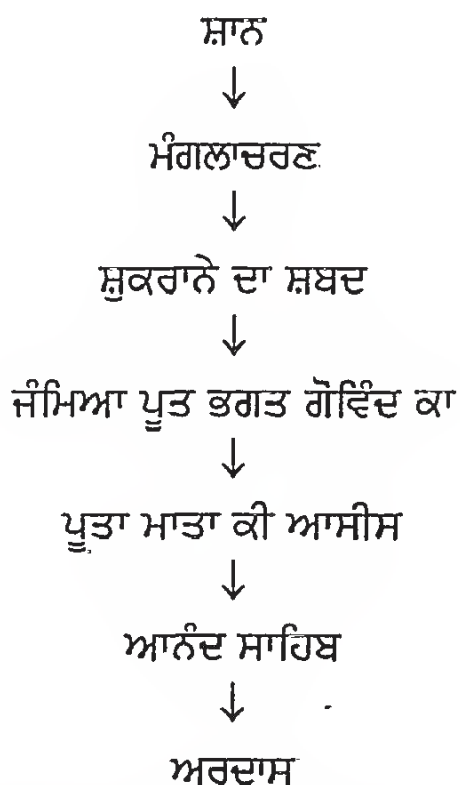 ਸ਼ਾਨ
↓
ਮੰਗਲਾਚਰਣ
↓
ਸ਼ੁਕਰਾਨੇ ਦਾ ਸ਼ਬਦ
↓
ਜੰਮਿਆ ਪੂਤ ਭਗਤ ਗੋਵਿੰਦ ਕਾ
↓
ਪੂਤਾ ਮਾਤਾ ਕੀ ਆਸੀਸ
↓
ਆਨੰਦ ਸਾਹਿਬ
↓
ਅਰਦਾਸ